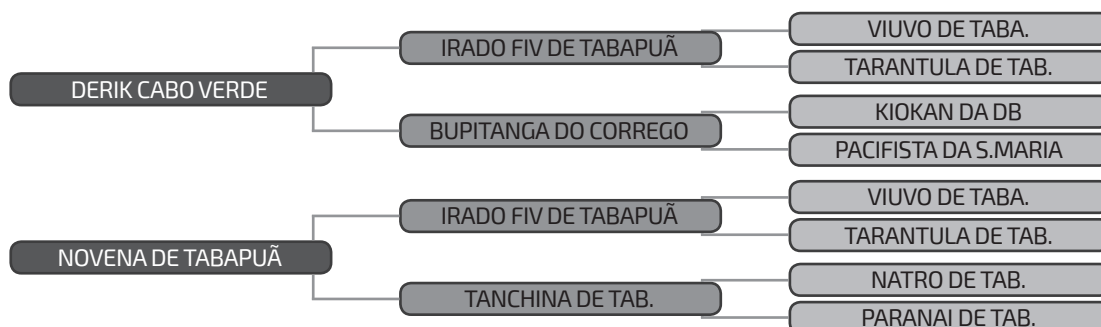 DERIK CABO VERDE
IRADO FIV DE TABAPUÃ
VIUVO DE TABA.
TARANTULA DE TAB.
BUPITANGA DO CORREGO
KIOKAN DA DB
PACIFISTA DA S.MARIA
NOVENA DE TABAPUÃ
IRADO FIV DE TABAPUÃ
VIUVO DE TABA.
TARANTULA DE TAB.
TANCHINA DE TAB.
NATRO DE TAB.
PARANAI DE TAB.